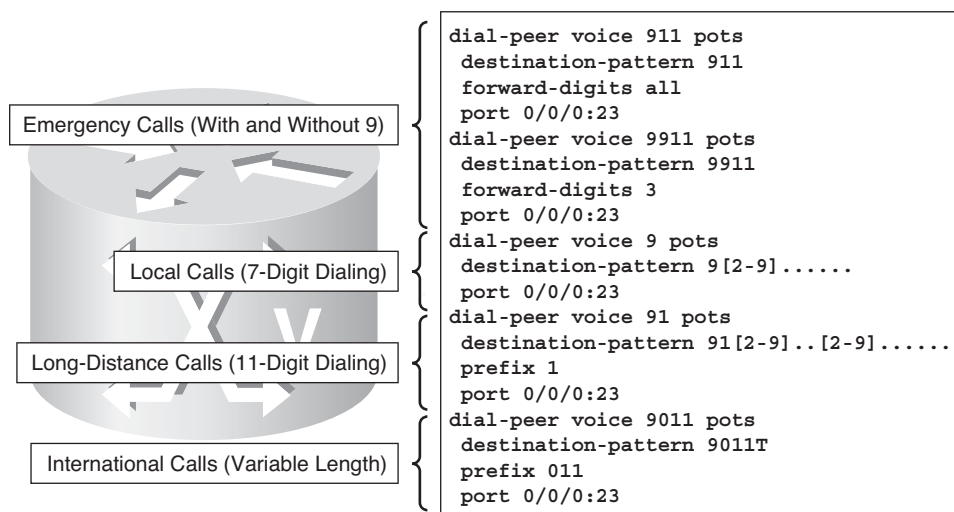 Emergency Calls (With and Without 9)
dial-peer voice 911 pots
destination-pattern 911
forward-digits all
port 0/0/0:23
dial-peer voice 9911 pots
destination-pattern 9911
forward-digits 3
port 0/0/0:23
Local Calls (7-Digit Dialing)
dial-peer voice 9 pots
destination-pattern 9[2-9]......
port 0/0/0:23
Long-Distance Calls (11-Digit Dialing)
dial-peer voice 91 pots
destination-pattern 91[2-9]..[2-9]......
prefix 1
port 0/0/0:23
International Calls (Variable Length)
dial-peer voice 9011 pots
destination-pattern 9011T
prefix 011
port 0/0/0:23
V